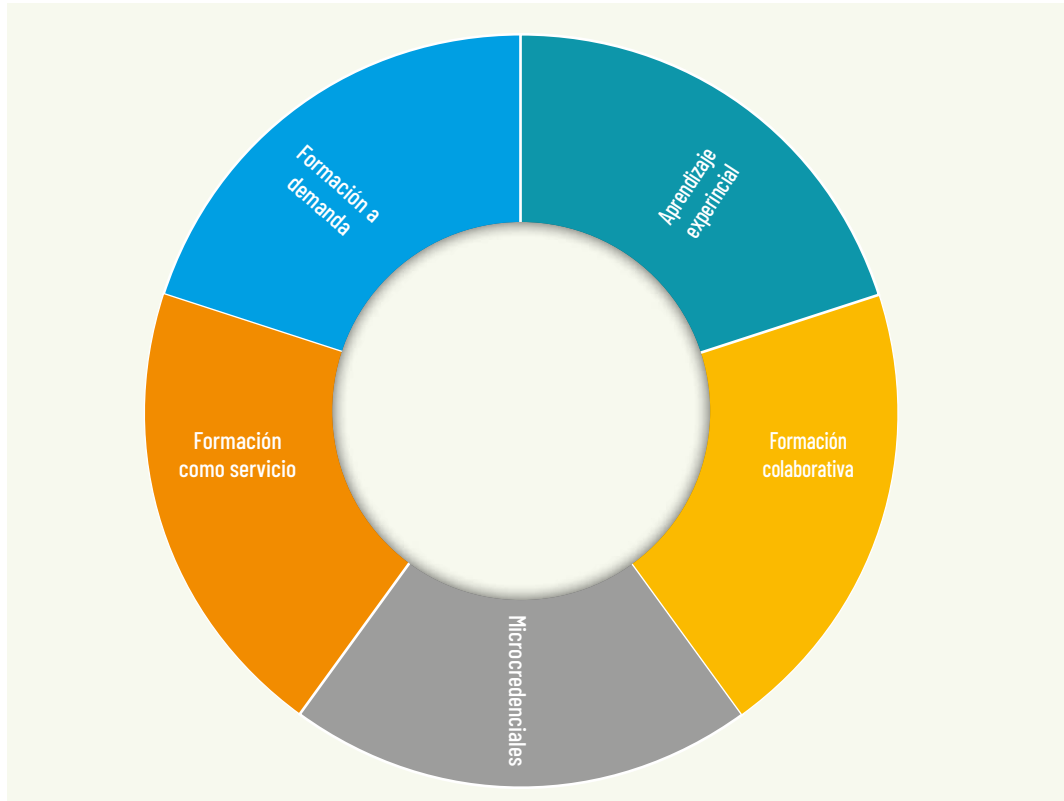 Formación a
demanda
Aprendizaje
experincial
Formación
como servicio
Formación
colaborativa
Microcredenciales